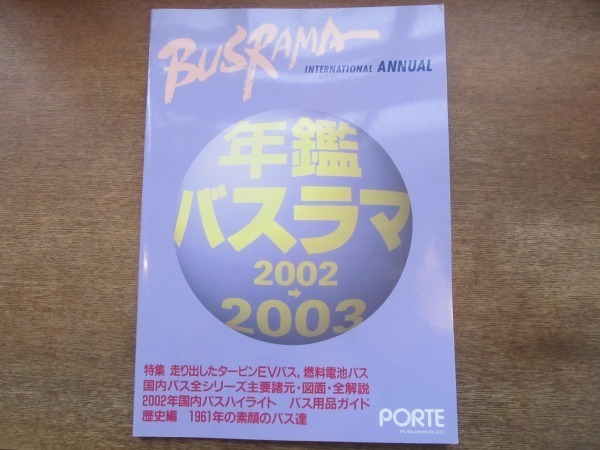 BUSRAMA
INTERNATIONAL ANNUAL
年鑑
バスラマ
2002
→
2003
特集 走り出したタービンEVバス, 燃料電池バス
国内バス全シリーズ主要諸元・図面・全解説
2002年国内バスハイライト バス用品ガイド
歴史編 1961年の素顔のバス達
PORTE